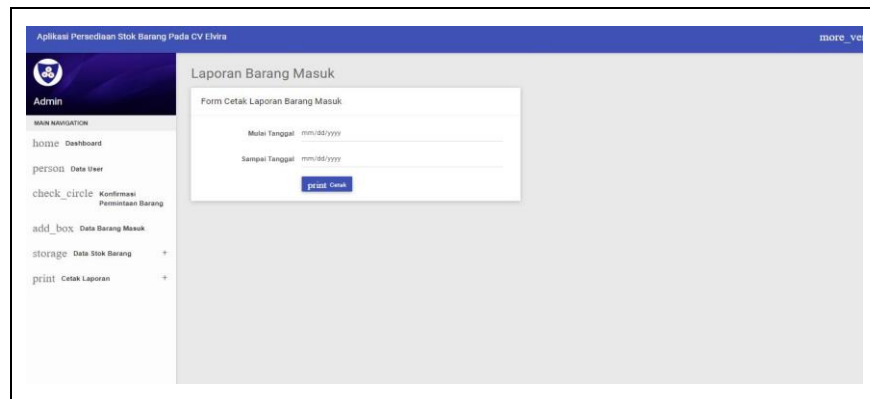 Aplikasi Persediaan Stok Barang Pada CV Elvira
more_ver
Admin
MAIN NAVIGATION
home Dashboard
person Data User
check_circle Konfirmasi
Permintaan Barang
add_box Data Barang Masuk
storage Data Stok Barang +
print Cetak Laporan +
Laporan Barang Masuk
Form Cetak Laporan Barang Masuk
Mulai Tanggal mm/dd/yyyy
Sampai Tanggal mm/dd/yyyy
print Cetak